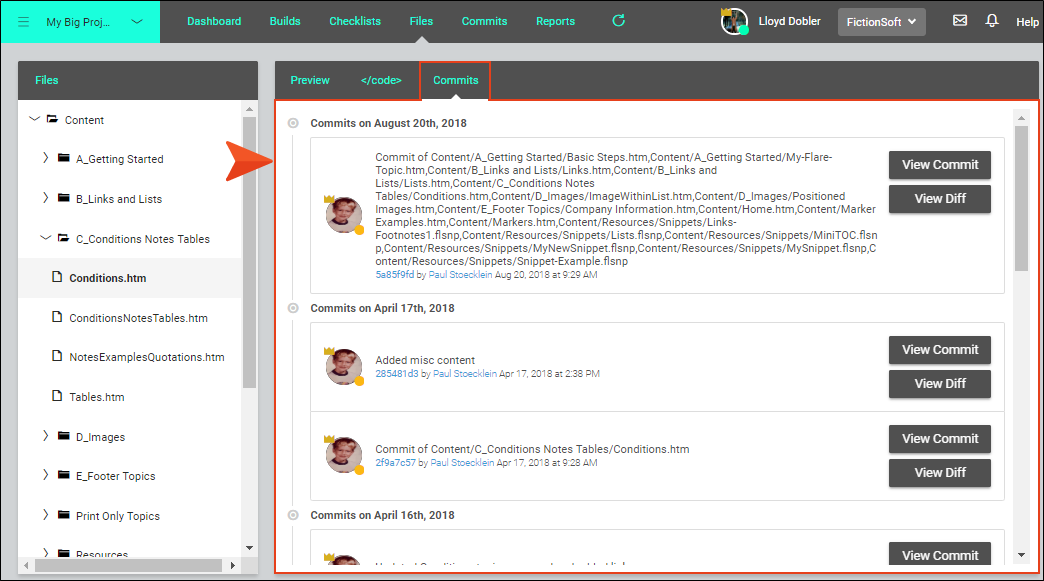 My Big Proj...
Dashboard
Builds
Checklists
Files
Commits
Reports
Lloyd Dobler
FictionSoft
Help
Files
Content
A_Getting Started
B_Links and Lists
C_Conditions Notes Tables
Conditions.htm
ConditionsNotesTables.htm
NotesExamplesQuotations.htm
Tables.htm
D_Images
E_Footer Topics
Print Only Topics
Resources
Preview
</code>
Commits
Commits on August 20th, 2018
Commit of Content/A_Getting Started/Basic Steps.htm,Content/A_Getting Started/My-Flare-
Topic.htm,Content/B_Links and Lists/Links.htm,Content/B_Links and
Lists/Lists.htm,Content/C_Conditions Notes
Tables/Conditions.htm,Content/D_Images/ImageWithinList.htm,Content/D_Images/Positioned
Images.htm,Content/E_Footer Topics/Company Information.htm,Content/Home.htm,Content/Marker
Examples.htm,Content/Markers.htm,Content/Resources/Snippets/Links-
Footnotes1.flsnp,Content/Resources/Snippets/Lists.flsnp,Content/Resources/Snippets/MiniTOC.flsn
p,Content/Resources/Snippets/MyNewSnippet.flsnp,Content/Resources/Snippets/MySnippet.flsnp,C
ontent/Resources/Snippets/Snippet-Example.flsnp
5a85f9fd by Paul Stoecklein Aug 20, 2018 at 9:29 AM
View Commit
View Diff
Commits on April 17th, 2018
Added misc content
285481d3 by Paul Stoecklein Apr 17, 2018 at 2:38 PM
View Commit
View Diff
Commit of Content/C_Conditions Notes Tables/Conditions.htm
2f9a7c57 by Paul Stoecklein Apr 17, 2018 at 9:28 AM
View Commit
View Diff
Commits on April 16th, 2018
View Commit